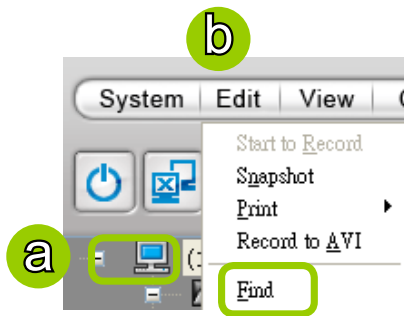 b
System Edit View
Start to Record
Snapshot
Print
Record to AVI
a
Find